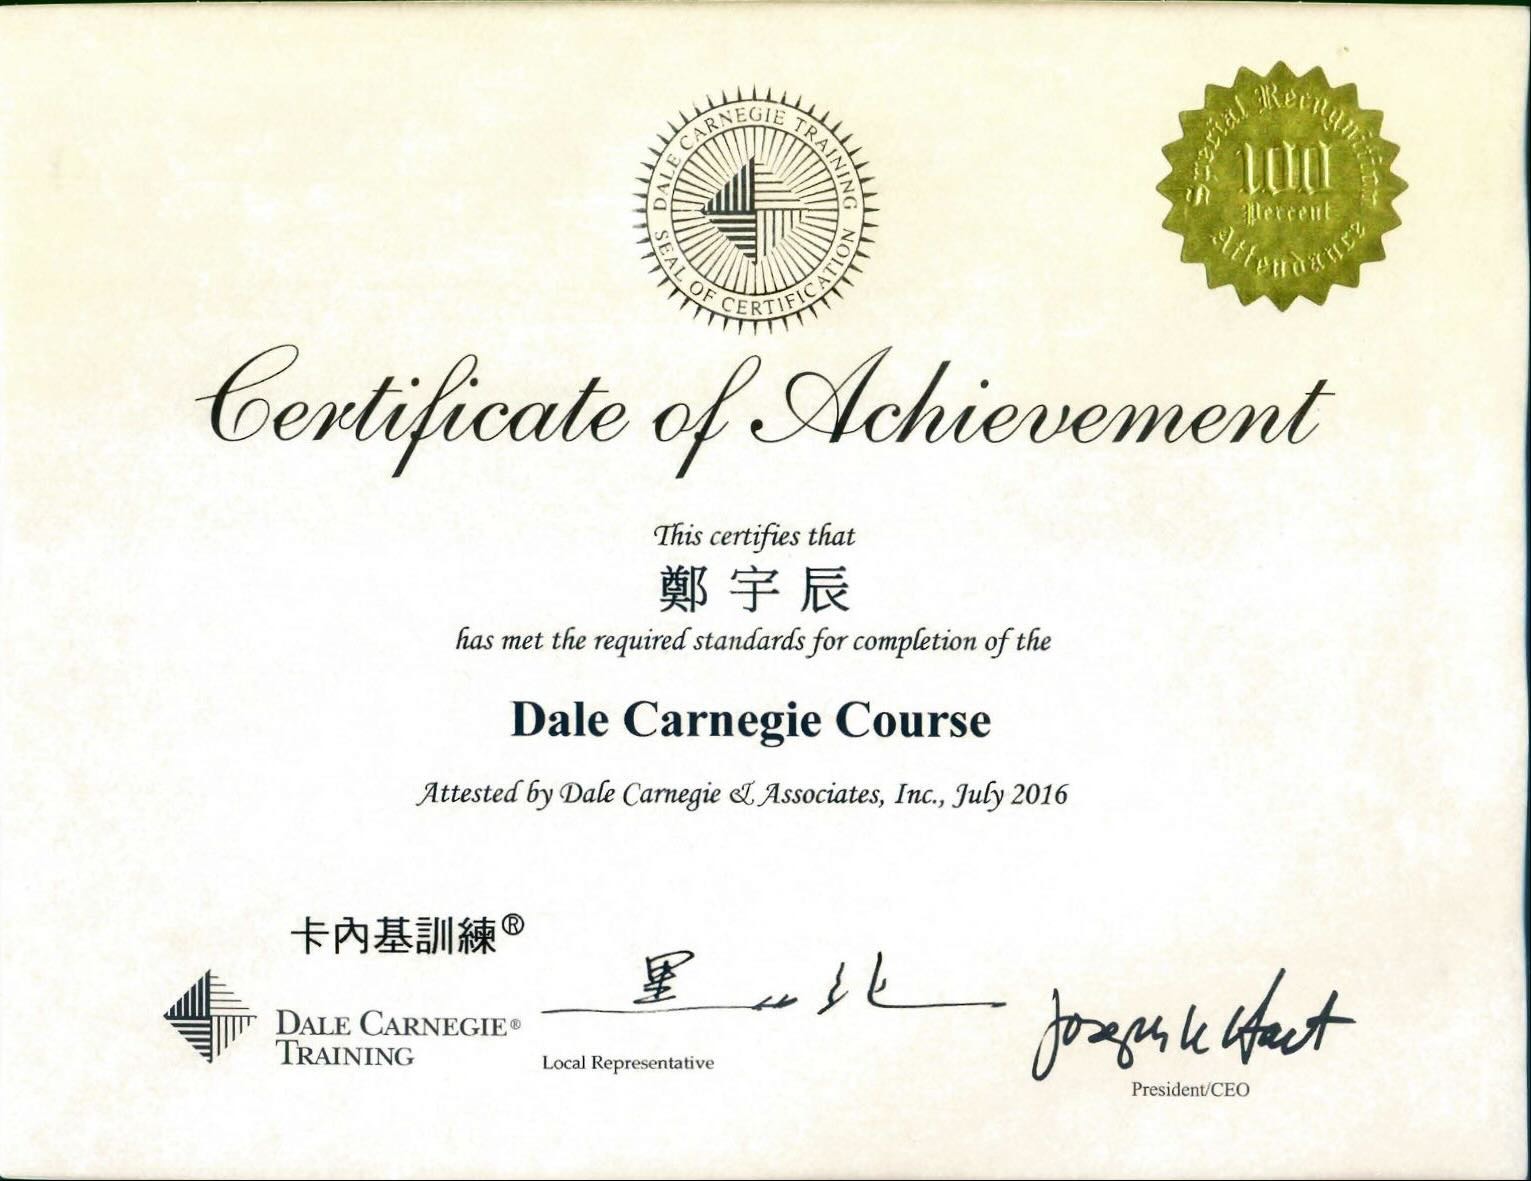 DALE CARNEGIE TRAINING
SEAL OF CERTIFICATION
Special Recognition
100
Percent
Attendance
Certificate of Achievement
This certifies that
鄭宇辰
has met the required standards for completion of the
Dale Carnegie Course
Attested by Dale Carnegie & Associates, Inc., July 2016
卡內基訓練®
DALE CARNEGIE®
TRAINING
Local Representative
Joseph K Hart
President/CEO